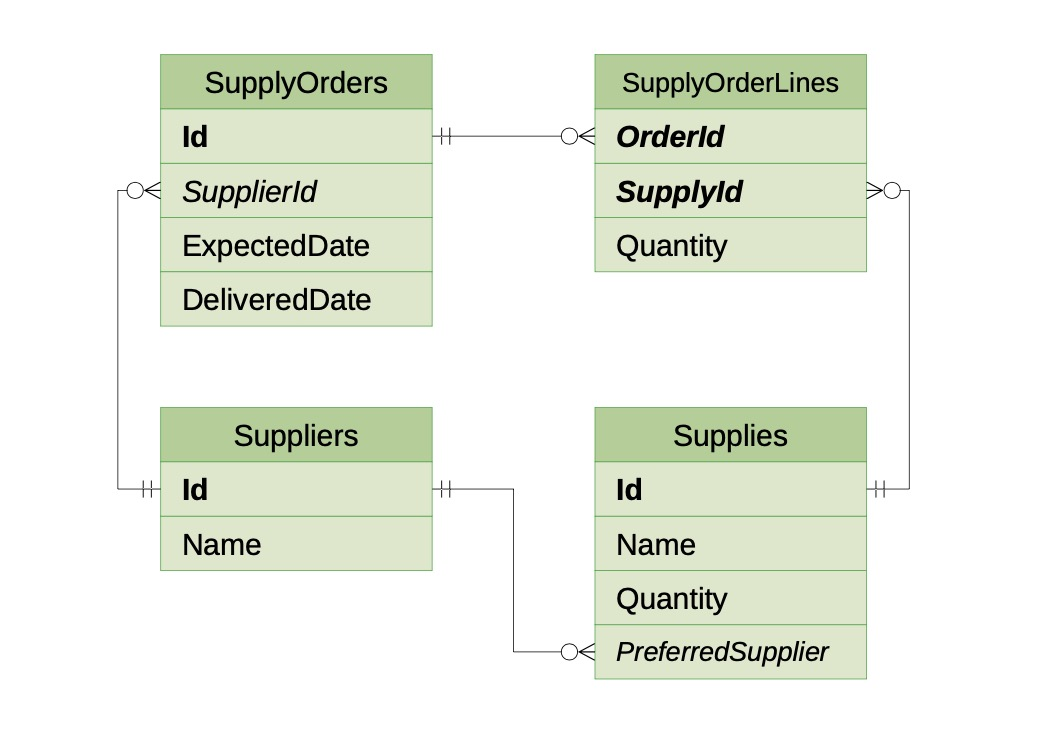 SupplyOrders
Id
SupplierId
ExpectedDate
DeliveredDate
SupplyOrderLines
OrderId
SupplyId
Quantity
Suppliers
Id
Name
Supplies
Id
Name
Quantity
PreferredSupplier